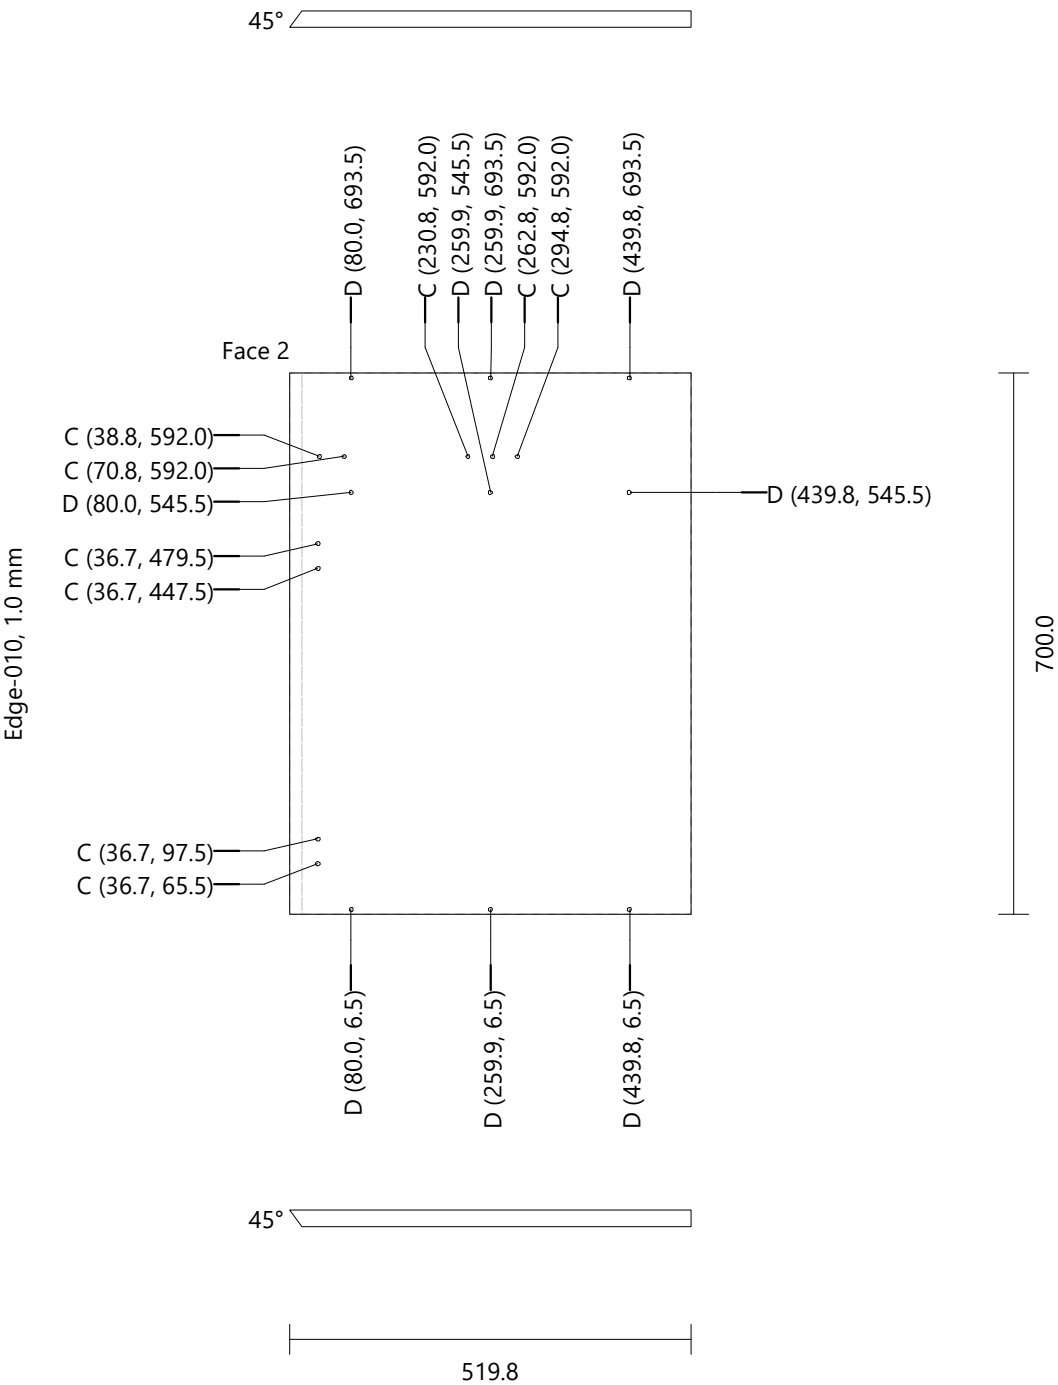 45°
D (80.0, 693.5)
C (230.8, 592.0)
D (259.9, 545.5)
D (259.9, 693.5)
C (262.8, 592.0)
C (294.8, 592.0)
D (439.8, 693.5)
Face 2
C (38.8, 592.0)
C (70.8, 592.0)
D (80.0, 545.5)
D (439.8, 545.5)
C (36.7, 479.5)
C (36.7, 447.5)
Edge-010, 1.0 mm
700.0
C (36.7, 97.5)
C (36.7, 65.5)
D (80.0, 6.5)
D (259.9, 6.5)
D (439.8, 6.5)
45°
519.8